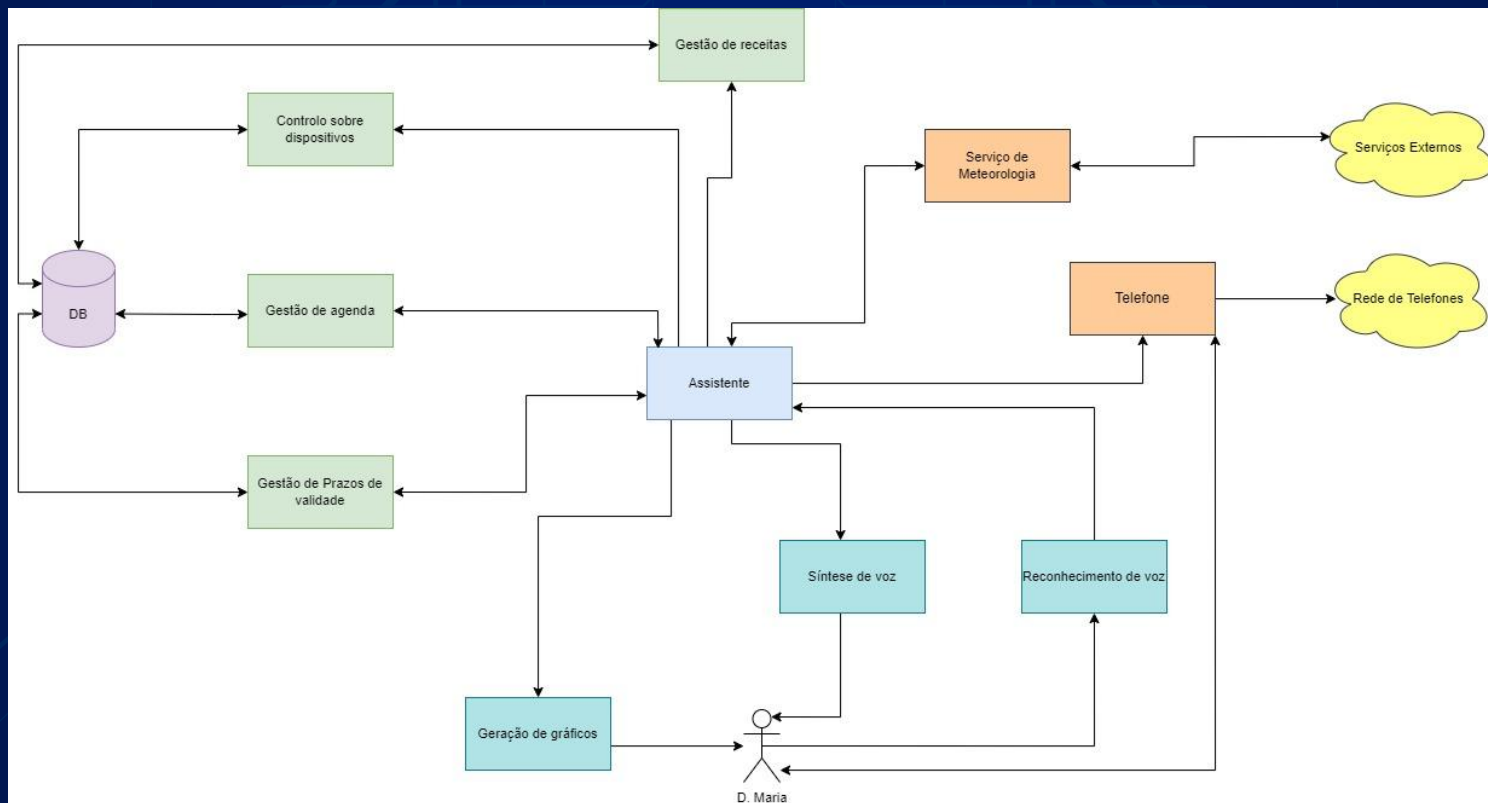 Gestão de receitas
Controlo sobre
dispositivos
Serviço de
Meteorologia
Serviços Externos
DB
Gestão de agenda
Telefone
Rede de Telefones
Assistente
Gestão de Prazos de
validade
Síntese de voz
Reconhecimento de voz
Geração de gráficos
D. Maria